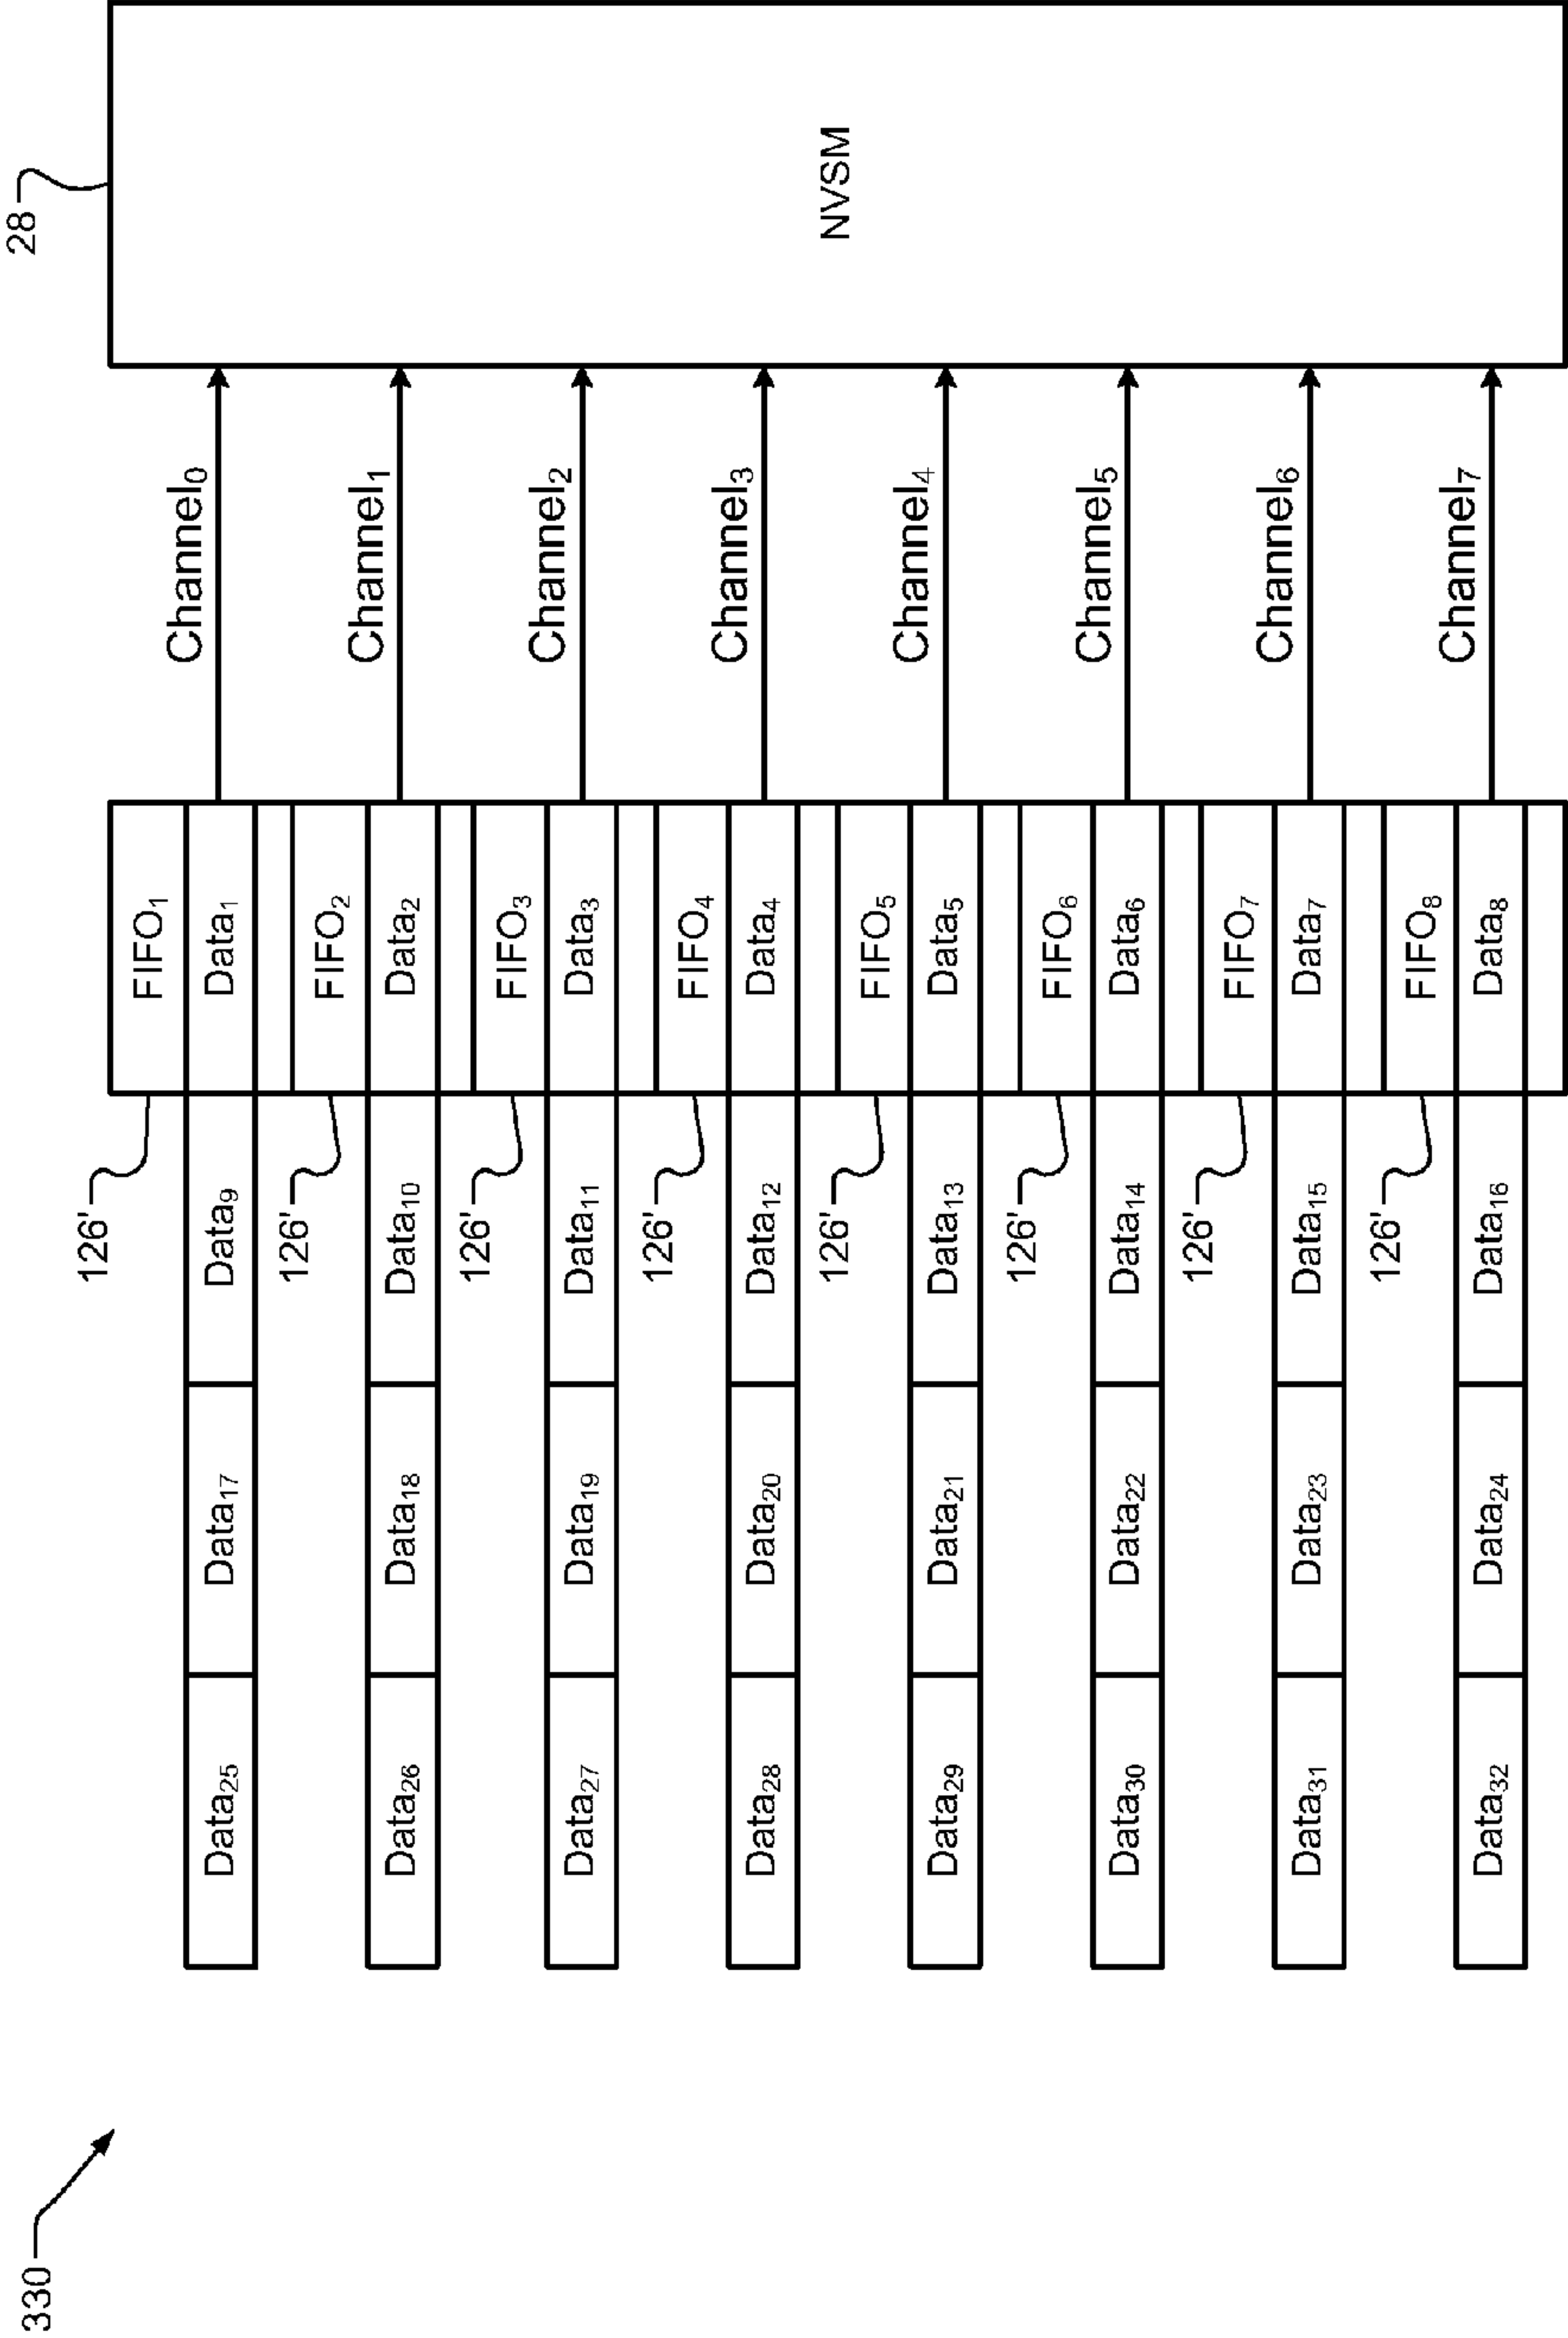 330
28
126'
FIFO₁
Channel₀
Data₂₅ Data₁₇ Data₉ Data₁
126'
FIFO₂
Channel₁
Data₂₆ Data₁₈ Data₁₀ Data₂
126'
FIFO₃
Channel₂
Data₂₇ Data₁₉ Data₁₁ Data₃
126'
FIFO₄
Channel₃
Data₂₈ Data₂₀ Data₁₂ Data₄
NVSM
126'
FIFO₅
Channel₄
Data₂₉ Data₂₁ Data₁₃ Data₅
126'
FIFO₆
Channel₅
Data₃₀ Data₂₂ Data₁₄ Data₆
126'
FIFO₇
Channel₆
Data₃₁ Data₂₃ Data₁₅ Data₇
126'
FIFO₈
Channel₇
Data₃₂ Data₂₄ Data₁₆ Data₈